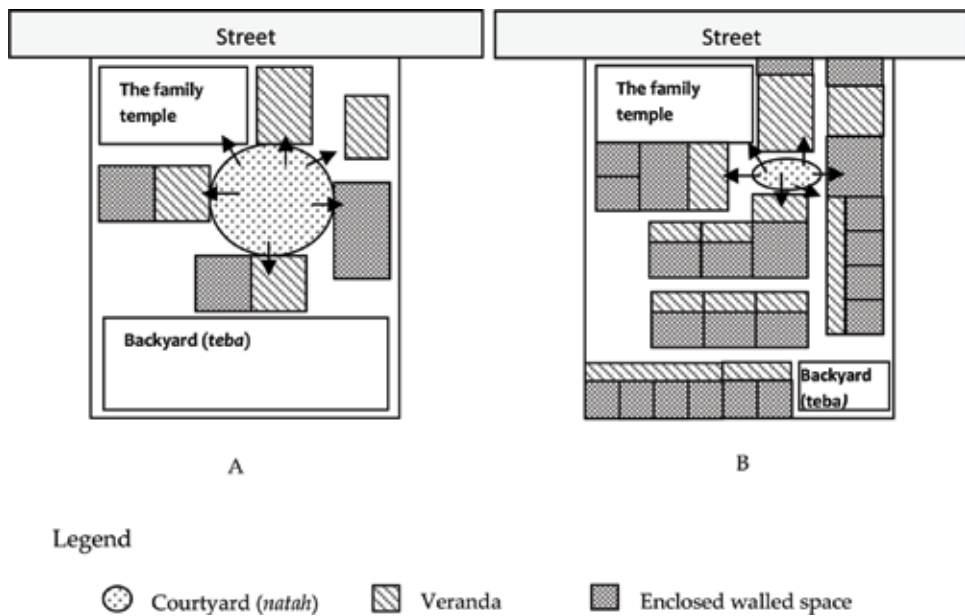 Street
The family
temple
Backyard (teba)
A
Street
The family
temple
Backyard
(teba)
B
Legend
Courtyard (natah)
Veranda
Enclosed walled space